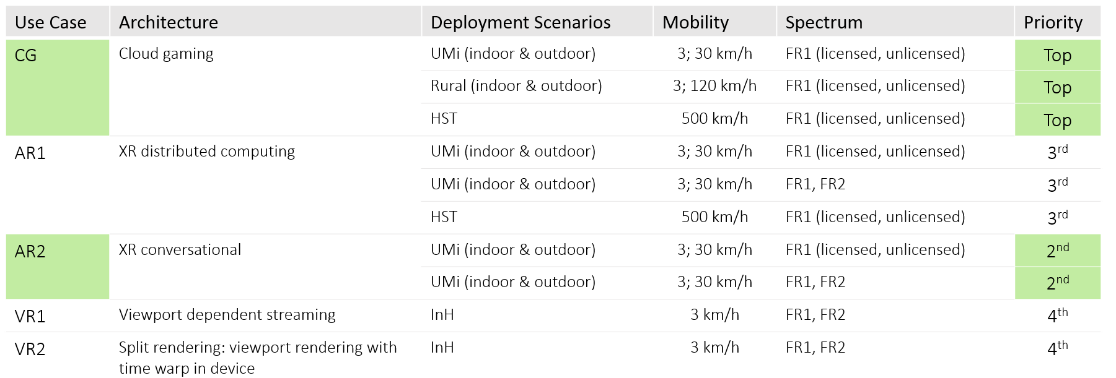 Use Case Architecture Deployment Scenarios Mobility Spectrum Priority
CG Cloud gaming UMi (indoor & outdoor) 3; 30 km/h FR1 (licensed, unlicensed) Top
Rural (indoor & outdoor) 3; 120 km/h FR1 (licensed, unlicensed) Top
HST 500 km/h FR1 (licensed, unlicensed) Top
AR1 XR distributed computing UMi (indoor & outdoor) 3; 30 km/h FR1 (licensed, unlicensed) 3rd
UMi (indoor & outdoor) 3; 30 km/h FR1, FR2 3rd
HST 500 km/h FR1 (licensed, unlicensed) 3rd
AR2 XR conversational UMi (indoor & outdoor) 3; 30 km/h FR1 (licensed, unlicensed) 2nd
UMi (indoor & outdoor) 3; 30 km/h FR1, FR2 2nd
VR1 Viewport dependent streaming InH 3 km/h FR1, FR2 4th
VR2 Split rendering: viewport rendering with InH 3 km/h FR1, FR2 4th
time warp in device